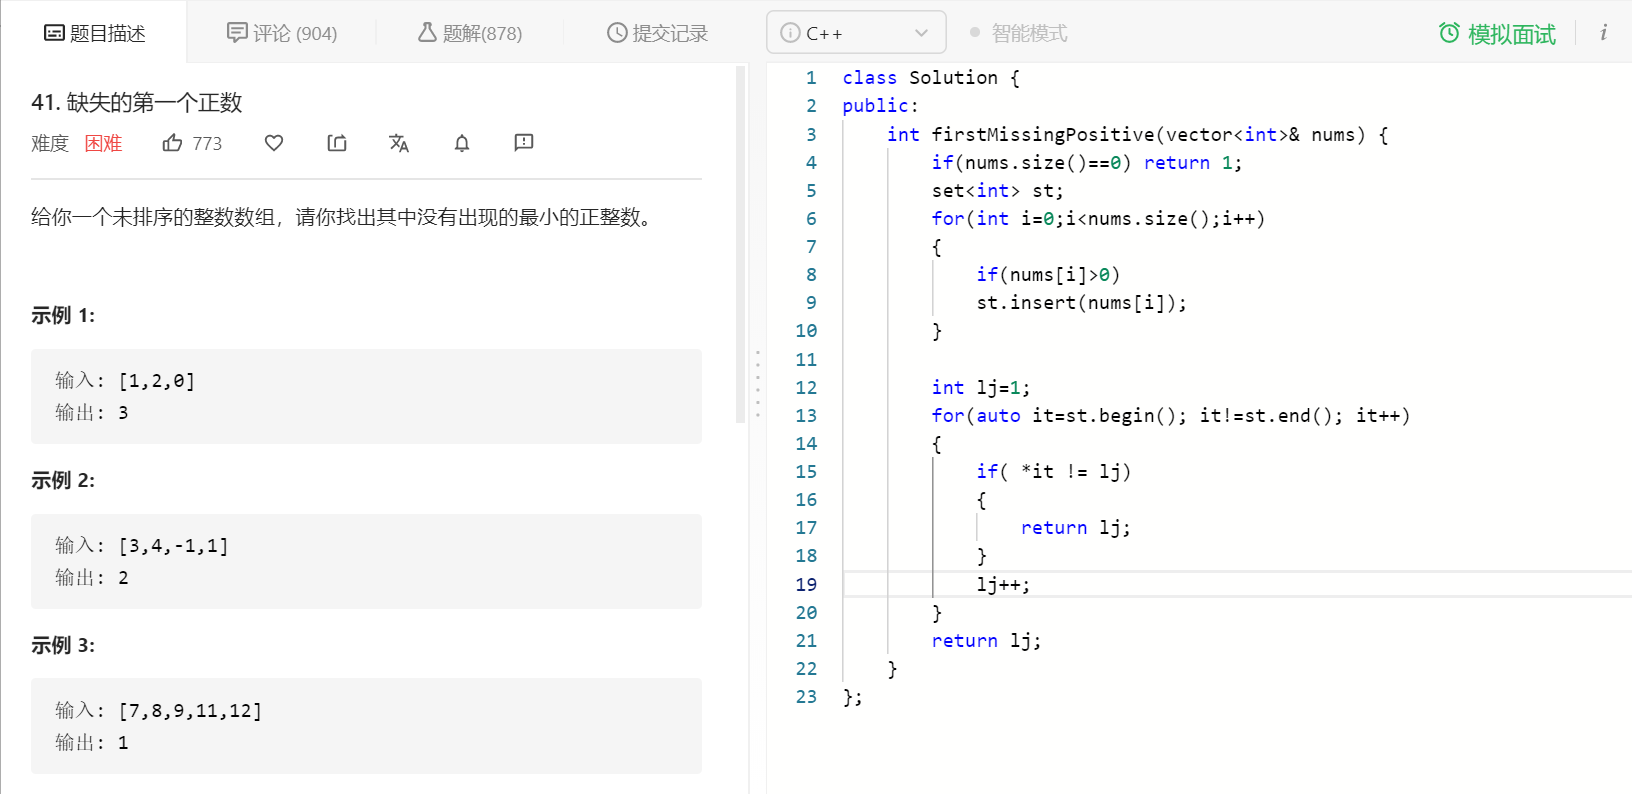 题目描述
评论 (904)
题解(878)
提交记录
C++
智能模式
模拟面试
i
41. 缺失的第一个正数
难度 困难 773
给你一个未排序的整数数组，请你找出其中没有出现的最小的正整数。
示例 1:
输入: [1,2,0]
输出: 3
示例 2:
输入: [3,4,-1,1]
输出: 2
示例 3:
输入: [7,8,9,11,12]
输出: 1
1 class Solution {
2 public:
3     int firstMissingPositive(vector<int>& nums) {
4         if(nums.size()==0) return 1;
5         set<int> st;
6         for(int i=0;i<nums.size();i++)
7         {
8             if(nums[i]>0)
9             st.insert(nums[i]);
10         }
11
12         int lj=1;
13         for(auto it=st.begin(); it!=st.end(); it++)
14         {
15             if( *it != lj)
16             {
17                 return lj;
18             }
19             lj++;
20         }
21         return lj;
22     }
23 };